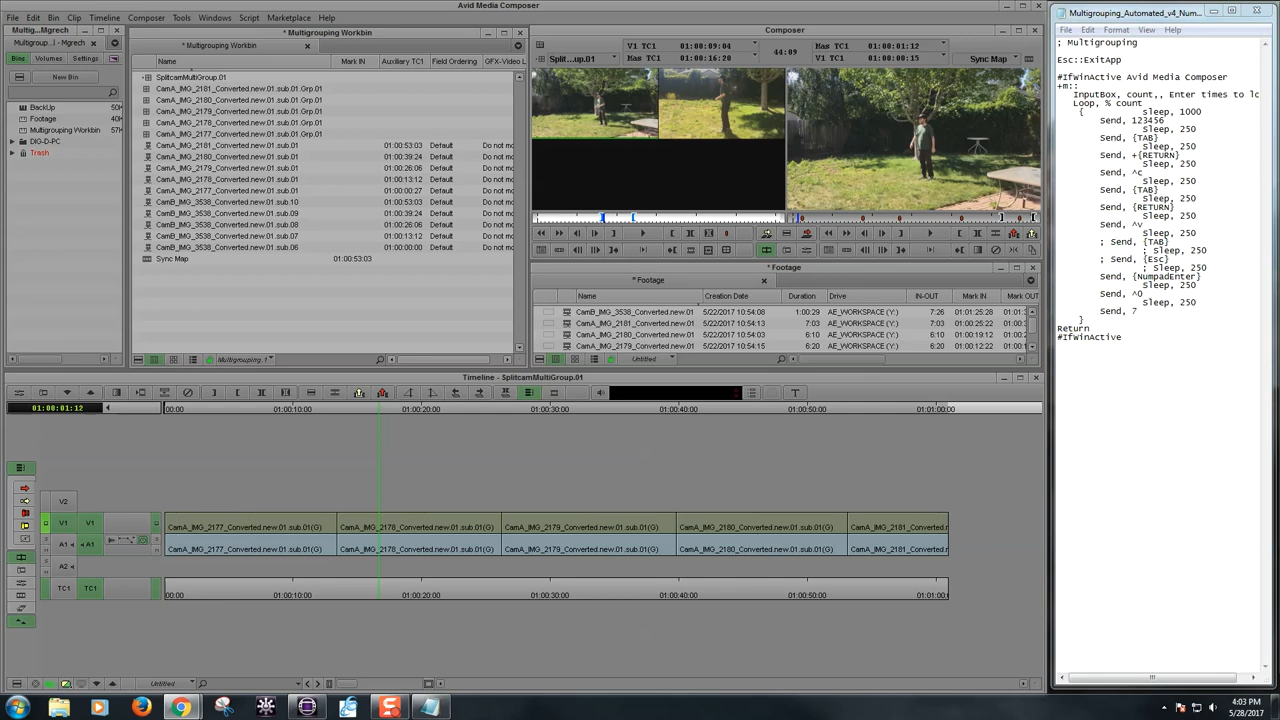 Avid Media Composer
File Edit Bin Clip Timeline Composer Tools Windows Script Marketplace Help
Multig...Mgrech
Multigroup...l - Mgrech
Bins Volumes Settings
New Bin
BackUp 50K
Footage 50K
Multigrouping Workbin 57K
DIO-D-PC
Trash
* Multigrouping Workbin
* Multigrouping Workbin
Name Mark IN Auxiliary TC1 Field Ordering GFX-Video L
SplitcamMultiGroup.01
CamA_IMG_2181_Converted.new.01.sub.01.Grp.01
CamA_IMG_2180_Converted.new.01.sub.01.Grp.01
CamA_IMG_2179_Converted.new.01.sub.01.Grp.01
CamA_IMG_2178_Converted.new.01.sub.01.Grp.01
CamA_IMG_2177_Converted.new.01.sub.01.Grp.01
CamA_IMG_2181_Converted.new.01.sub.01 01:00:53:03 Default Do not mo
CamA_IMG_2180_Converted.new.01.sub.01 01:00:39:24 Default Do not mo
CamA_IMG_2179_Converted.new.01.sub.01 01:00:26:06 Default Do not mo
CamA_IMG_2178_Converted.new.01.sub.01 01:00:13:12 Default Do not mo
CamA_IMG_2177_Converted.new.01.sub.01 01:00:00:27 Default Do not mo
CamB_IMG_3538_Converted.new.01.sub.10 01:00:53:03 Default Do not mo
CamB_IMG_3538_Converted.new.01.sub.09 01:00:39:24 Default Do not mo
CamB_IMG_3538_Converted.new.01.sub.08 01:00:26:06 Default Do not mo
CamB_IMG_3538_Converted.new.01.sub.07 01:00:13:12 Default Do not mo
CamB_IMG_3538_Converted.new.01.sub.06 01:00:00:00 Default Do not mo
Sync Map 01:00:53:03
Multigrouping .1
Composer
Split...up.01 V1 TC1 01:00:09:04 Mas TC1 01:00:01:12
V1 TC1 01:00:16:20 44:09 V1 TC1 01:00:00:15 Sync Map
* Footage
* Footage
Name Creation Date Duration Drive IN-OUT Mark IN Mark OUT
CamB_IMG_3538_Converted.new.01 5/22/2017 10:54:08 1:00:29 AE_WORKSPACE (Y:) 7:26 01:01:25:28 01:01:3
CamA_IMG_2181_Converted.new.01 5/22/2017 10:54:13 7:03 AE_WORKSPACE (Y:) 7:03 01:00:25:22
CamA_IMG_2180_Converted.new.01 5/22/2017 10:54:13 6:10 AE_WORKSPACE (Y:) 6:10 01:00:12:22
CamA_IMG_2179_Converted.new.01 5/22/2017 10:54:15 6:20 AE_WORKSPACE (Y:) 6:20
Untitled
Timeline - SplitcamMultiGroup.01
01:00:01:12 00:00 01:00:10:00 01:00:20:00 01:00:30:00 01:00:40:00 01:00:50:00 01:01:00:00
V2
V1 V1 CamA_IMG_2177_Converted.new.01.sub.01(G) CamA_IMG_2178_Converted.new.01.sub.01(G) CamA_IMG_2179_Converted.new.01.sub.01(G) CamA_IMG_2180_Converted.new.01.sub.01(G) CamA_IMG_2181_Converted.n
A1 A1 CamA_IMG_2177_Converted.new.01.sub.01(G) CamA_IMG_2178_Converted.new.01.sub.01(G) CamA_IMG_2179_Converted.new.01.sub.01(G) CamA_IMG_2180_Converted.new.01.sub.01(G) CamA_IMG_2181_Converted.n
A2
TC1 TC1 00:00 01:00:10:00 01:00:20:00 01:00:30:00 01:00:40:00 01:00:50:00 01:01:00:0
Untitled
Multigrouping_Automated_v4_Num...
File Edit Format View Help
; Multigrouping
Esc::ExitApp
#IfWinActive Avid Media Composer
+m::
InputBox, count,, Enter times to lo
Loop, % count
{ Sleep, 1000
Send, 123456
Sleep, 250
Send, {TAB}
Sleep, 250
Send, +{RETURN}
Sleep, 250
Send, ^c
Sleep, 250
Send, {TAB}
Sleep, 250
Send, {RETURN}
Sleep, 250
Send, ^v
Sleep, 250
; Send, {TAB}
; Sleep, 250
; Send, {Esc}
; Sleep, 250
Send, {NumpadEnter}
Sleep, 250
Send, ^O
Sleep, 250
Send, 7
}
Return
#IfWinActive
4:03 PM
5/28/2017